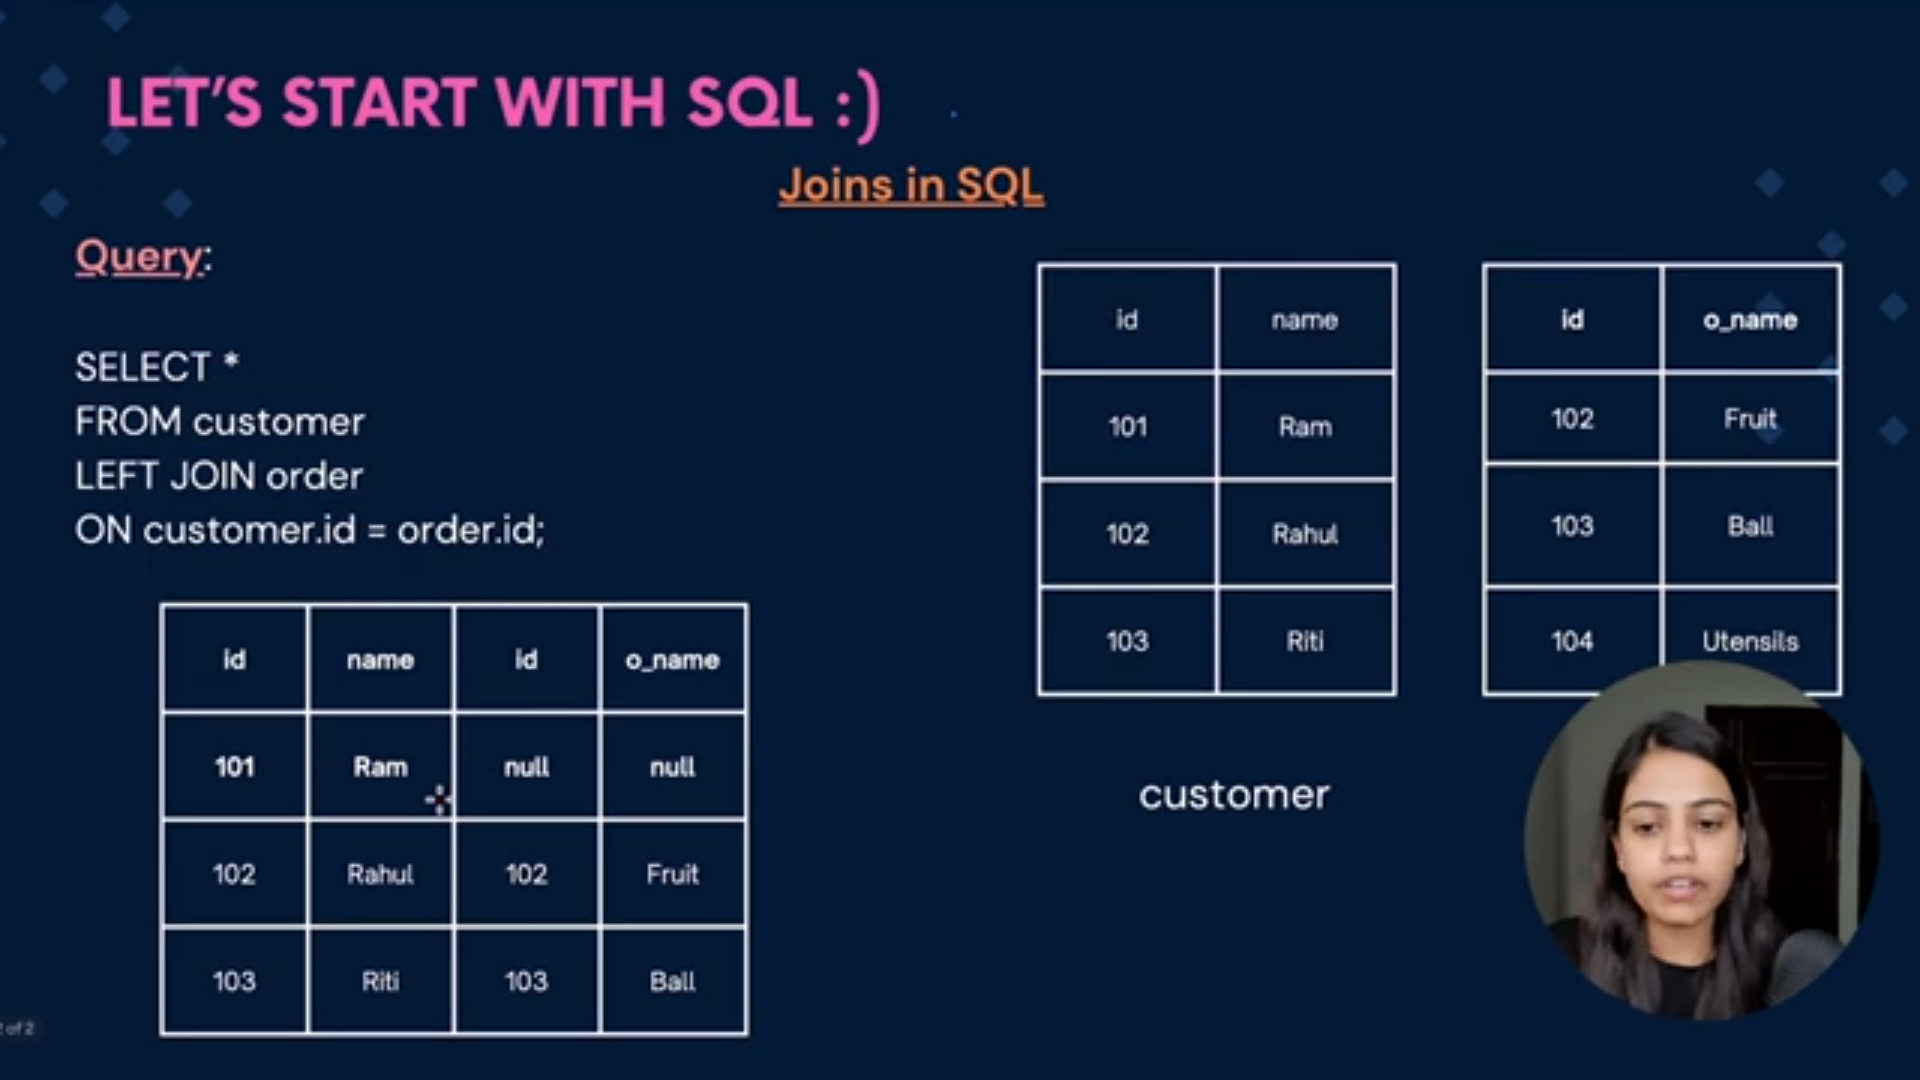 LET'S START WITH SQL :)
Joins in SQL
Query:
SELECT *
FROM customer
LEFT JOIN order
ON customer.id = order.id;
id name id o_name
101 Ram null null
102 Rahul 102 Fruit
103 Riti 103 Ball
id name
101 Ram
102 Rahul
103 Riti
customer
id o_name
102 Fruit
103 Ball
104 Utensils
of 2